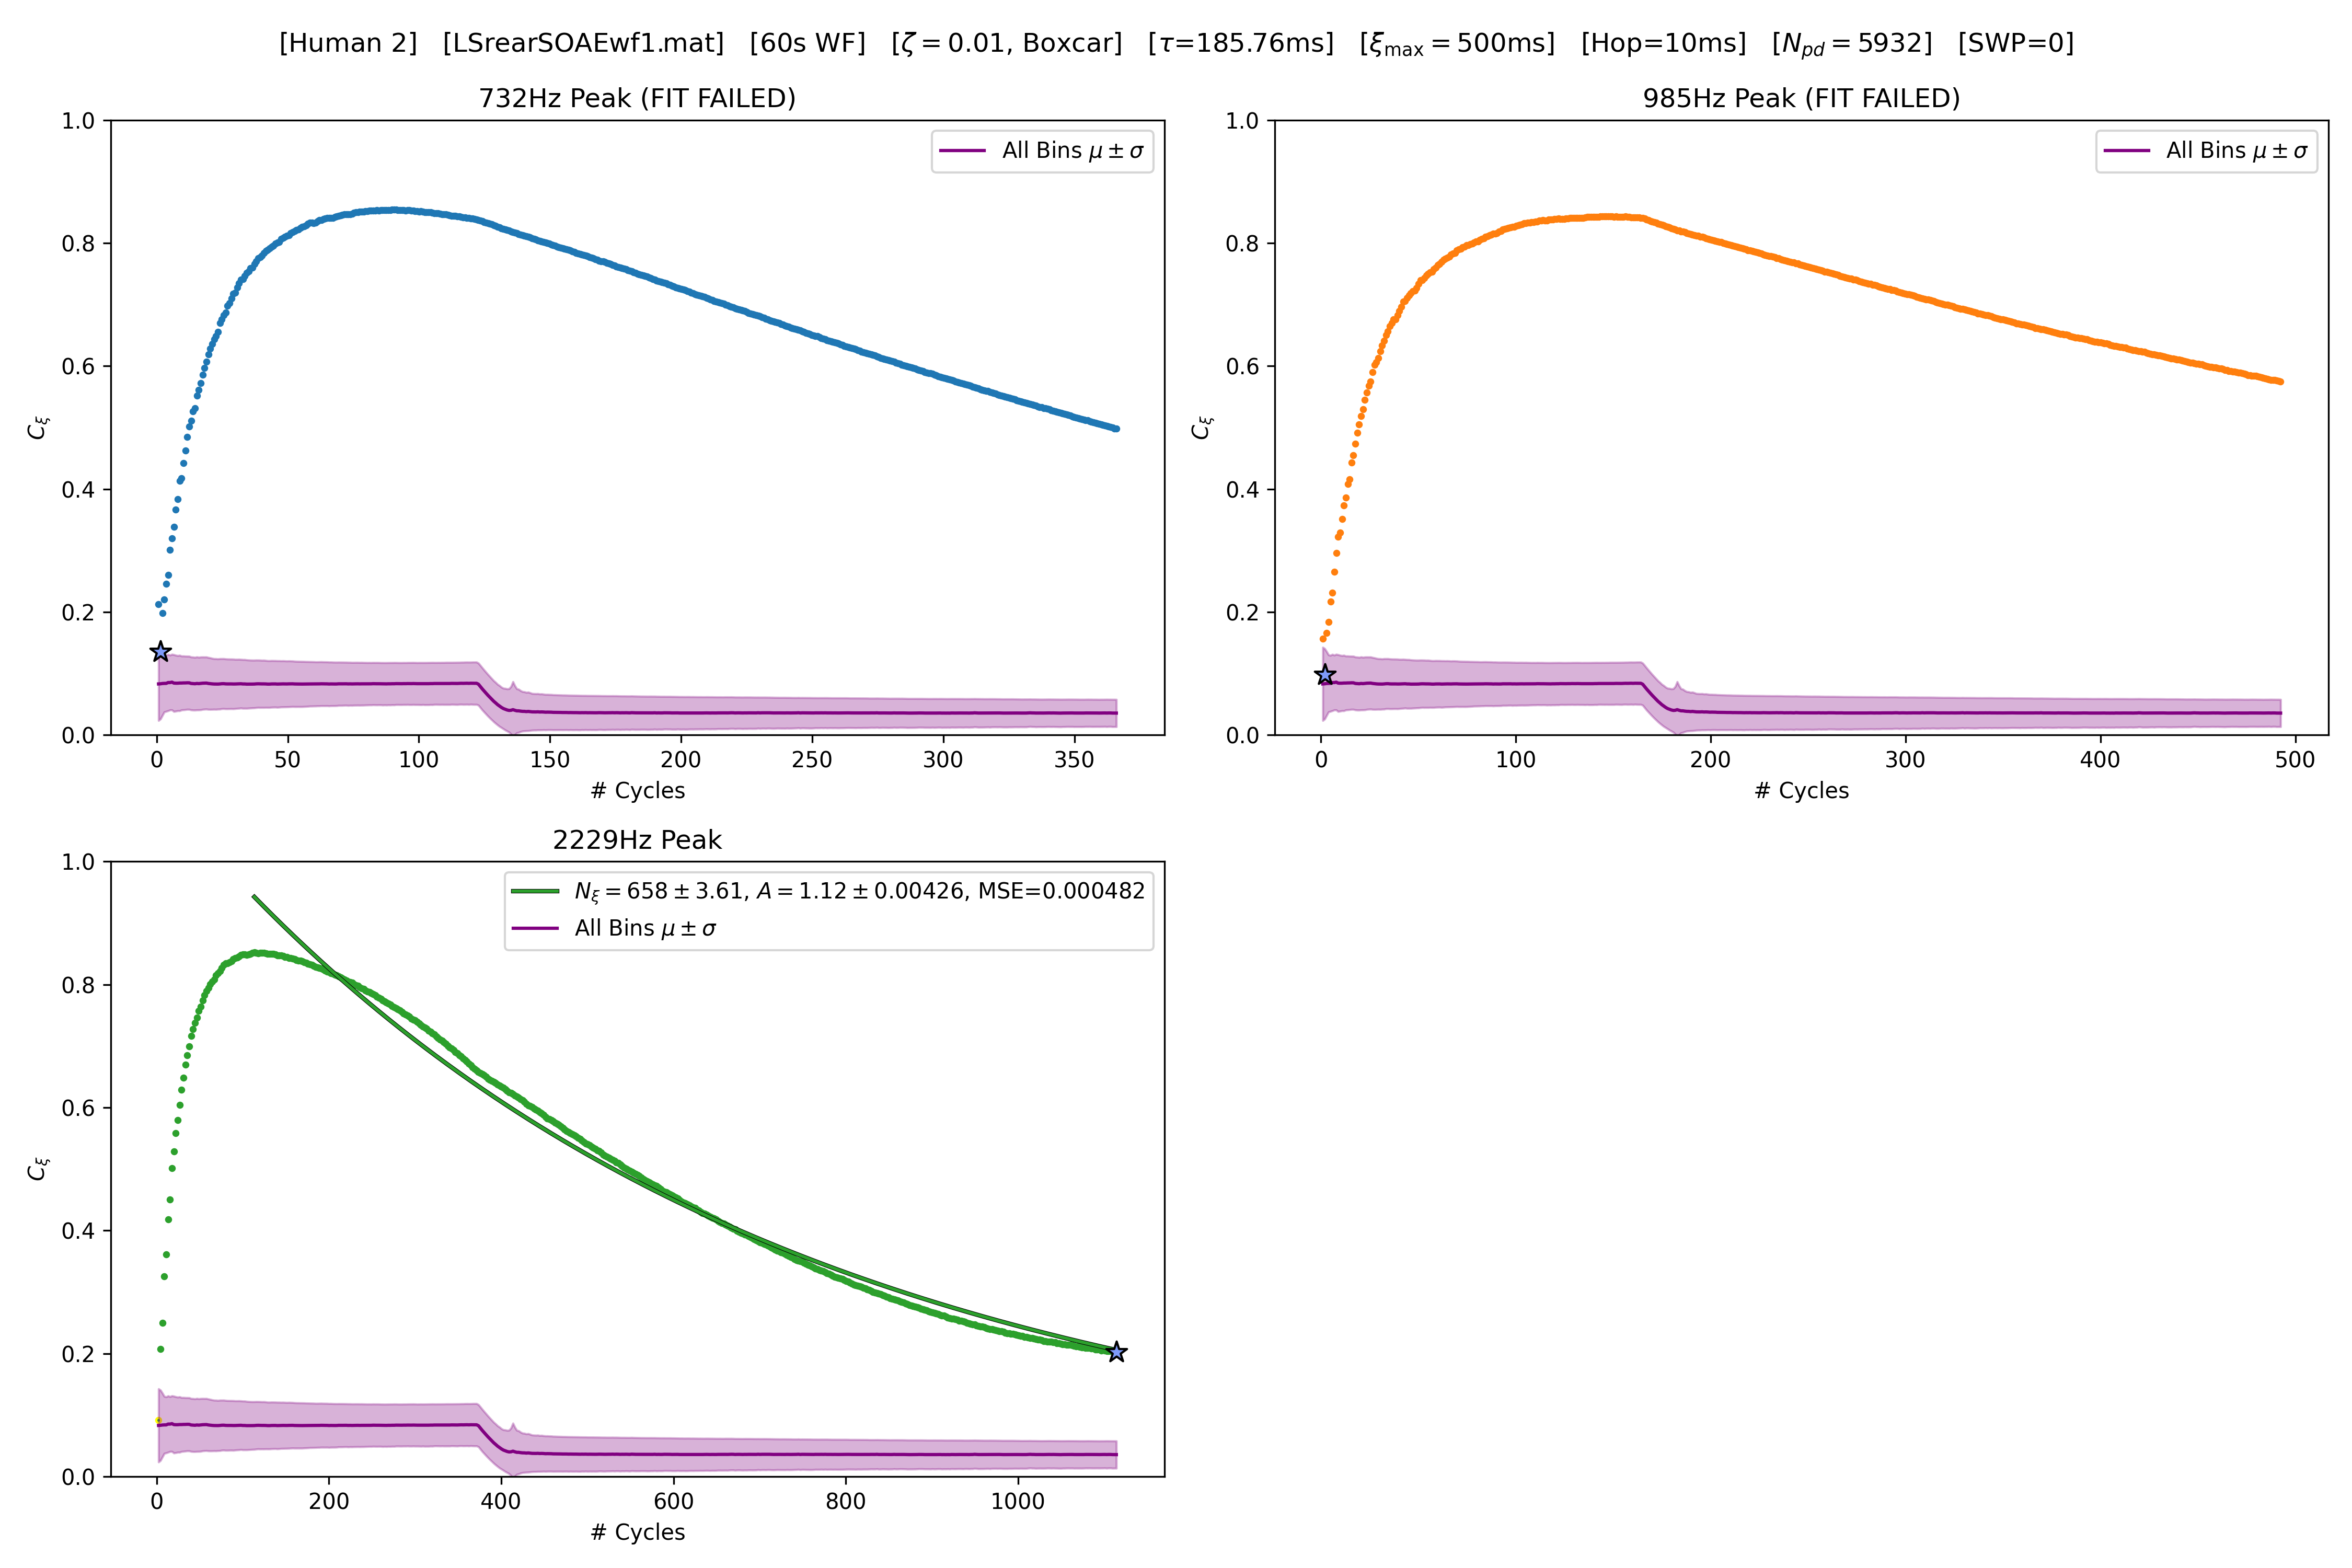 [Human 2] [LSrearSOAEwf1.mat] [60s WF] [ζ = 0.01, Boxcar] [τ=185.76ms] [ξmax = 500ms] [Hop=10ms] [Npd = 5932] [SWP=0]
732Hz Peak (FIT FAILED)
All Bins μ ± σ
1.0
0.8
0.6
0.4
0.2
0.0
Cξ
0 50 100 150 200 250 300 350
# Cycles
985Hz Peak (FIT FAILED)
All Bins μ ± σ
1.0
0.8
0.6
0.4
0.2
0.0
Cξ
0 100 200 300 400 500
# Cycles
2229Hz Peak
Nξ = 658 ± 3.61, A = 1.12 ± 0.00426, MSE=0.000482
All Bins μ ± σ
1.0
0.8
0.6
0.4
0.2
0.0
Cξ
0 200 400 600 800 1000
# Cycles